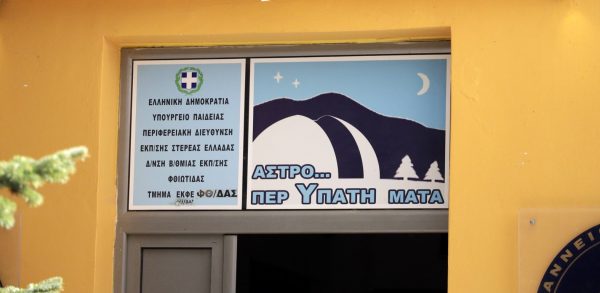 ΕΛΛΗΝΙΚΗ ΔΗΜΟΚΡΑΤΙΑ
ΥΠΟΥΡΓΕΙΟ ΠΑΙΔΕΙΑΣ
ΠΕΡΙΦΕΡΕΙΑΚΗ ΔΙΕΥΘΥΝΣΗ
ΕΚΠ/ΣΗΣ ΣΤΕΡΕΑΣ ΕΛΛΑΔΑΣ
Δ/ΝΣΗ Β/ΘΜΙΑΣ ΕΚΠ/ΣΗΣ
ΦΘΙΩΤΙΔΑΣ
ΤΜΗΜΑ ΕΚΦΕ ΦΘ/ΔΑΣ
ΑΣΤΡΟ...
ΠΕΡ ΥΠΑΤΗ ΜΑΤΑ
ΑΝΝΕΙΟ